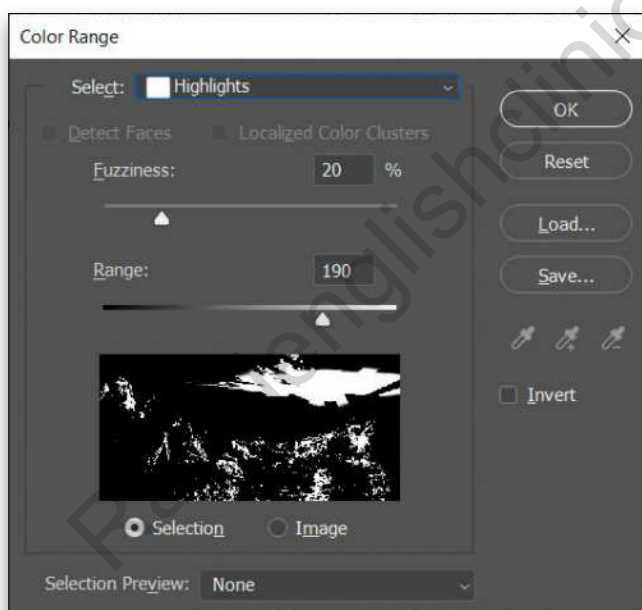 Color Range
Select: Highlights
Detect Faces Localized Color Clusters
Fuzziness: 20 %
Range: 190
Selection Image
Selection Preview: None
OK
Reset
Load...
Save...
Invert